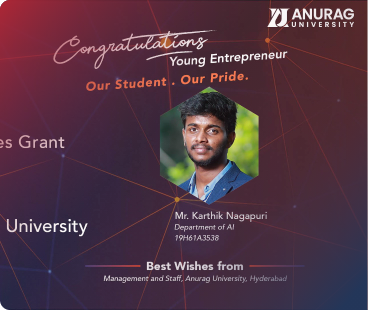 ANURAG
UNIVERSITY
Congratulations
Young Entrepreneur
Our Student . Our Pride.
es Grant
University
Mr. Karthik Nagapuri
Department of AI
19H61A3538
Best Wishes from
Management and Staff, Anurag University, Hyderabad